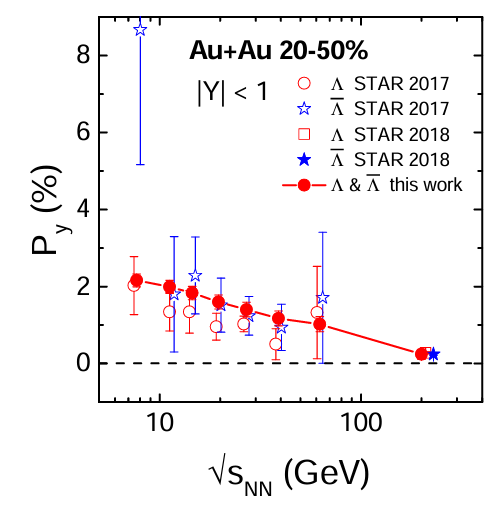 Au+Au 20-50%
|Y| < 1
Λ STAR 2017
Λ̅ STAR 2017
Λ STAR 2018
Λ̅ STAR 2018
Λ & Λ̅ this work
P_y (%)
8
6
4
2
0
10
100
√s_NN (GeV)